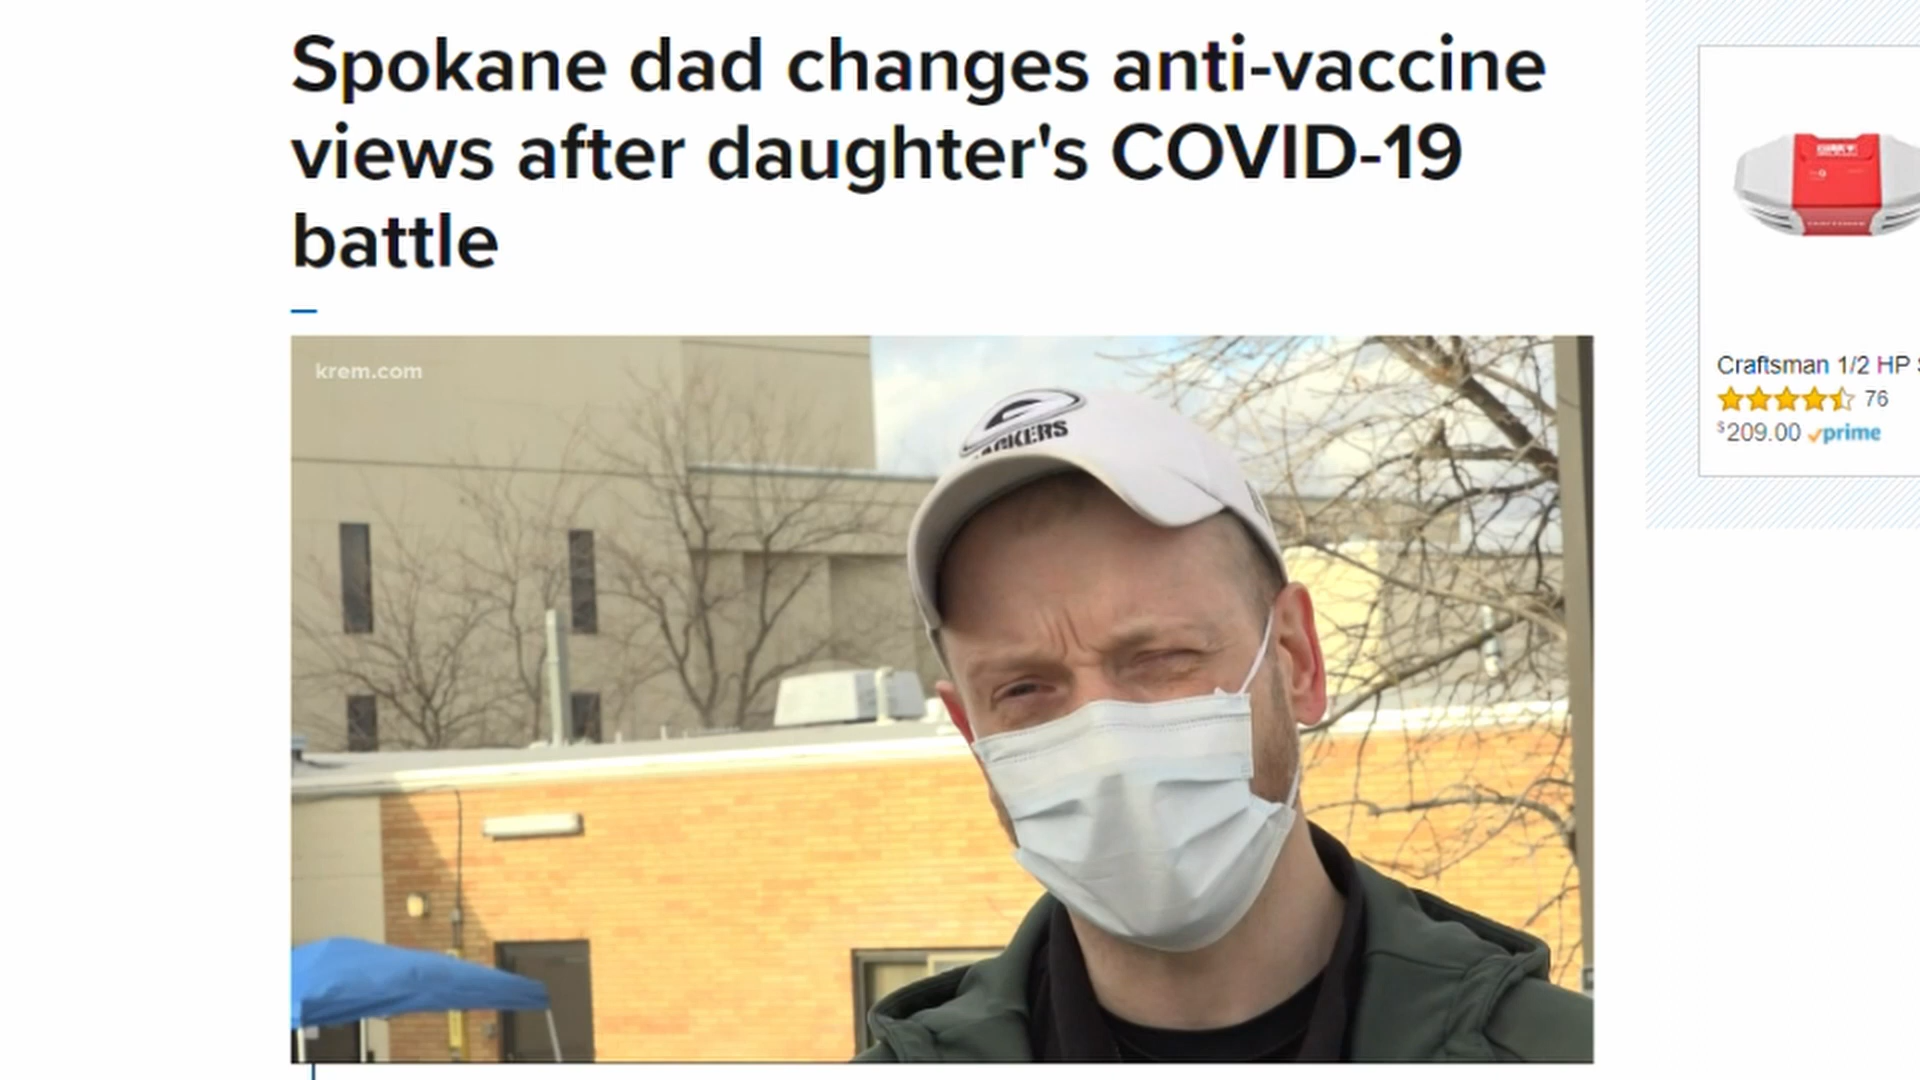 Spokane dad changes anti-vaccine
views after daughter's COVID-19
battle
krem.com
Craftsman 1/2 HP
76
$209.00 prime